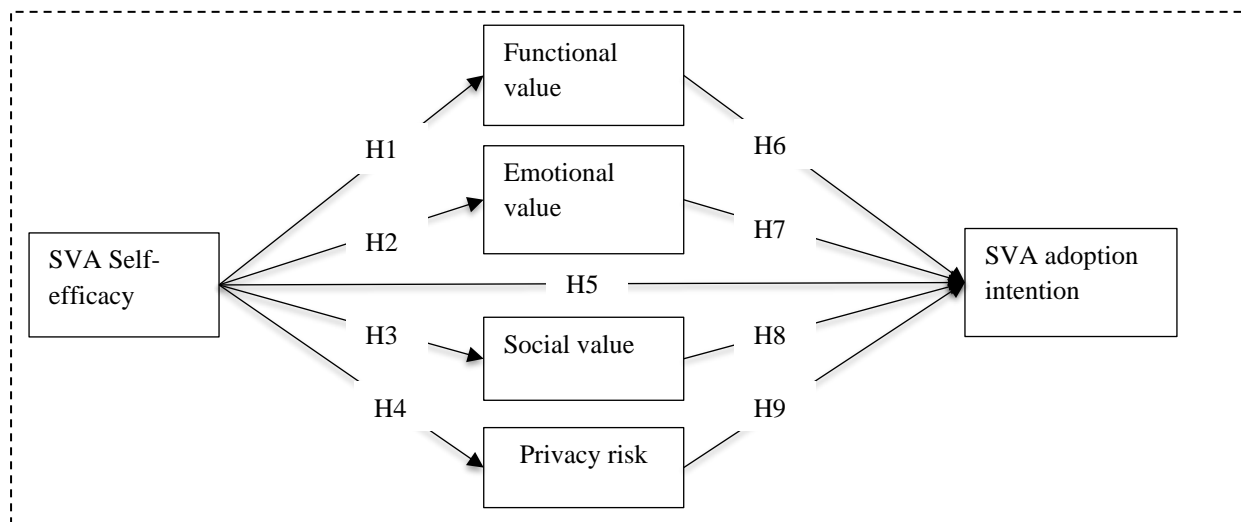 Functional
value
H1
H6
Emotional
value
H2
H7
SVA Self-
efficacy
H5
SVA adoption
intention
H3
Social value
H8
H4
H9
Privacy risk